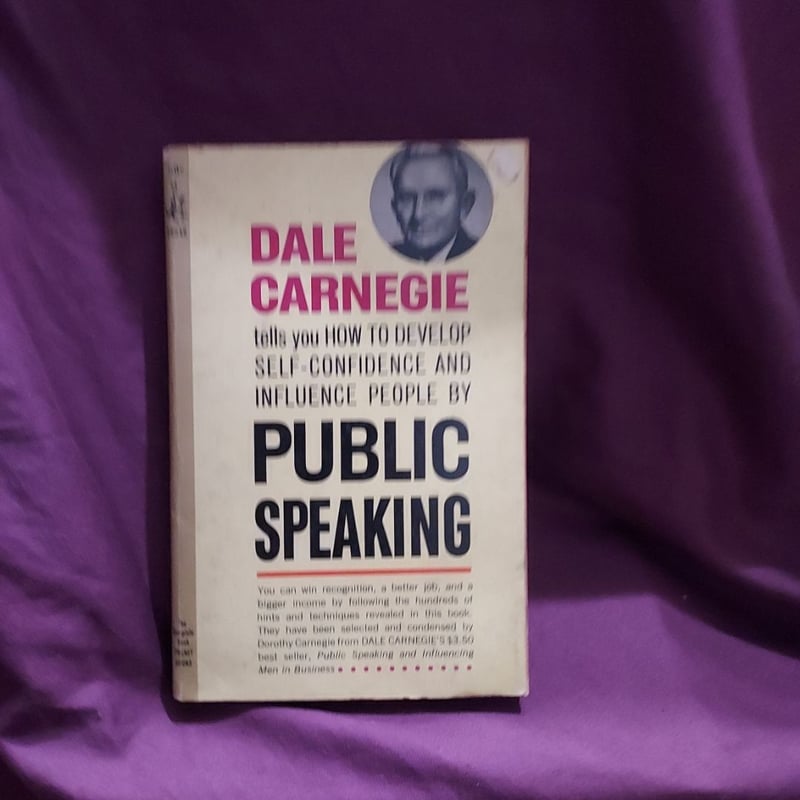 DALE
CARNEGIE
tells you HOW TO DEVELOP
SELF-CONFIDENCE AND
INFLUENCE PEOPLE BY
PUBLIC
SPEAKING
You can win recognition, a better job, and a
bigger income by following the hundreds of
hints and techniques revealed in this book.
They have been selected and condensed by
Dorothy Carnegie from DALE CARNEGIE'S $3.50
best seller, Public Speaking and Influencing
Men in Business